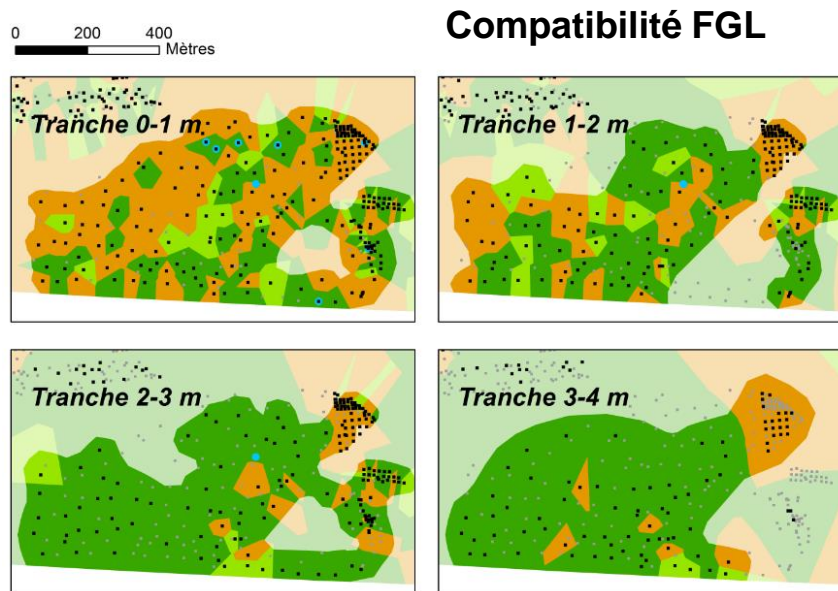 Compatibilité FGL
0 200 400
Mètres
Tranche 0-1 m
Tranche 1-2 m
Tranche 2-3 m
Tranche 3-4 m